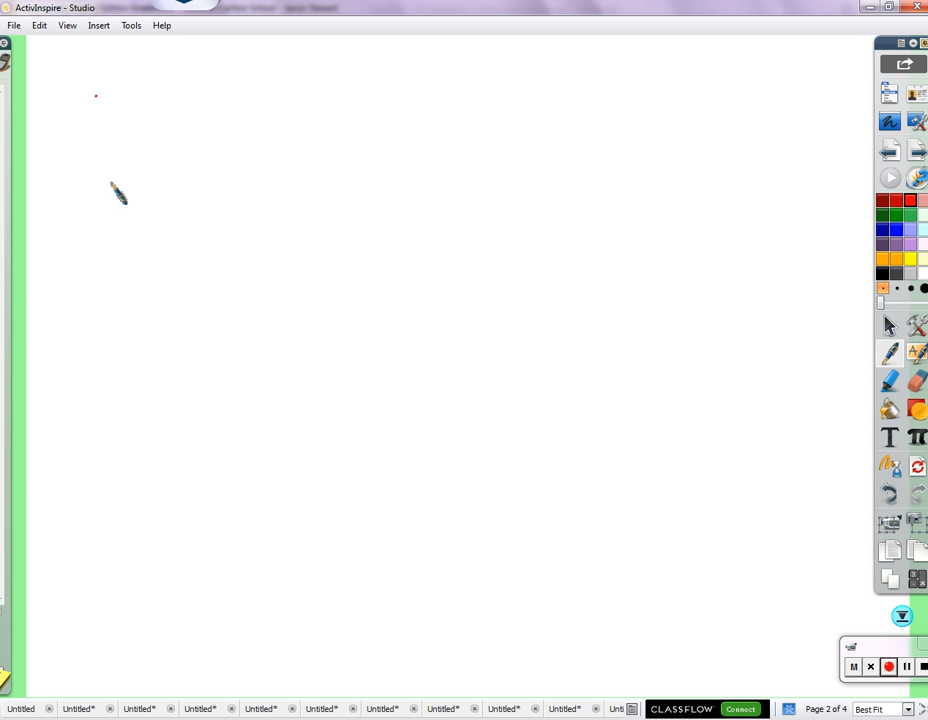 ActivInspire - Studio
File Edit View Insert Tools Help
T π
M
Untitled Untitled* Untitled* Untitled* Untitled* Untitled* Untitled* Untitled* Untitled* Untitled* Unti
CLASSFLOW Connect
Page 2 of 4 Best Fit